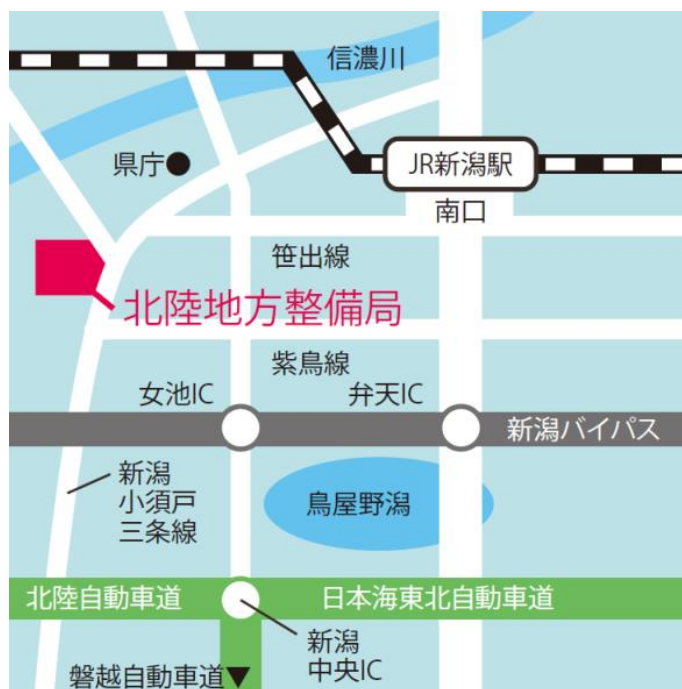 信濃川
県庁
JR新潟駅
南口
笹出線
北陸地方整備局
紫鳥線
女池IC
弁天IC
新潟バイパス
新潟
小須戸
三条線
鳥屋野潟
北陸自動車道
日本海東北自動車道
新潟
中央IC
磐越自動車道▼